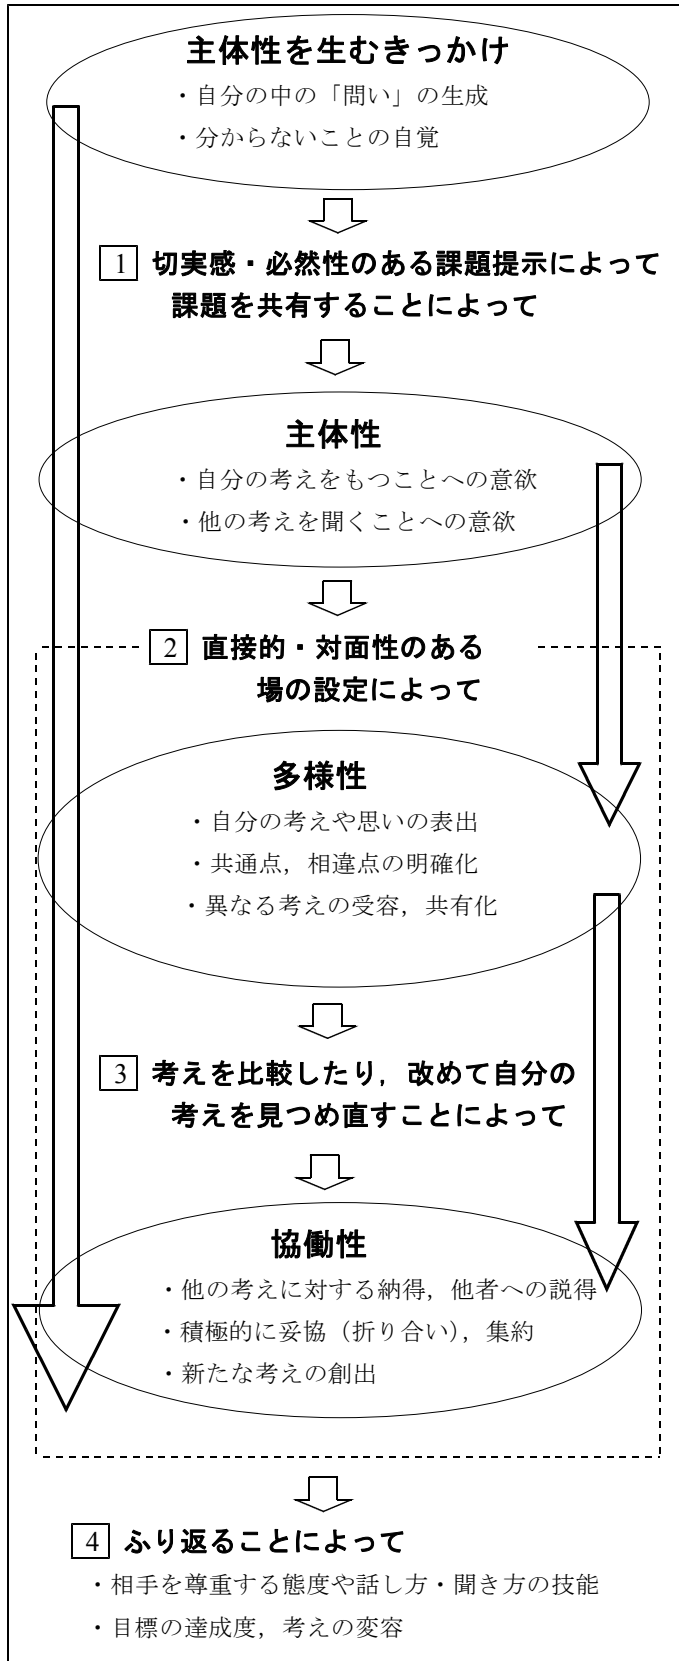 主体性を生むきっかけ
・自分の中の「問い」の生成
・分からないことの自覚
1 切実感・必然性のある課題提示によって
課題を共有することによって
主体性
・自分の考えをもつことへの意欲
・他の考えを聞くことへの意欲
2 直接的・対面性のある
場の設定によって
多様性
・自分の考えや思いの表出
・共通点，相違点の明確化
・異なる考えの受容，共有化
3 考えを比較したり，改めて自分の
考えを見つめ直すことによって
協働性
・他の考えに対する納得，他者への説得
・積極的に妥協（折り合い），集約
・新たな考えの創出
4 ふり返ることによって
・相手を尊重する態度や話し方・聞き方の技能
・目標の達成度，考えの変容